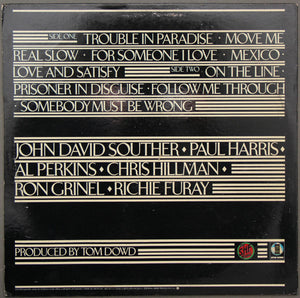 SIDE ONE TROUBLE IN PARADISE · MOVE ME
REAL SLOW · FOR SOMEONE I LOVE · MEXICO
LOVE AND SATISFY SIDE TWO ON THE LINE ·
PRISONER IN DISGUISE · FOLLOW ME THROUGH
· SOMEBODY MUST BE WRONG
JOHN DAVID SOUTHER ♦ PAUL HARRIS ♦
AL PERKINS ♦ CHRIS HILLMAN ♦
RON GRINEL ♦ RICHIE FURAY
PRODUCED BY TOM DOWD